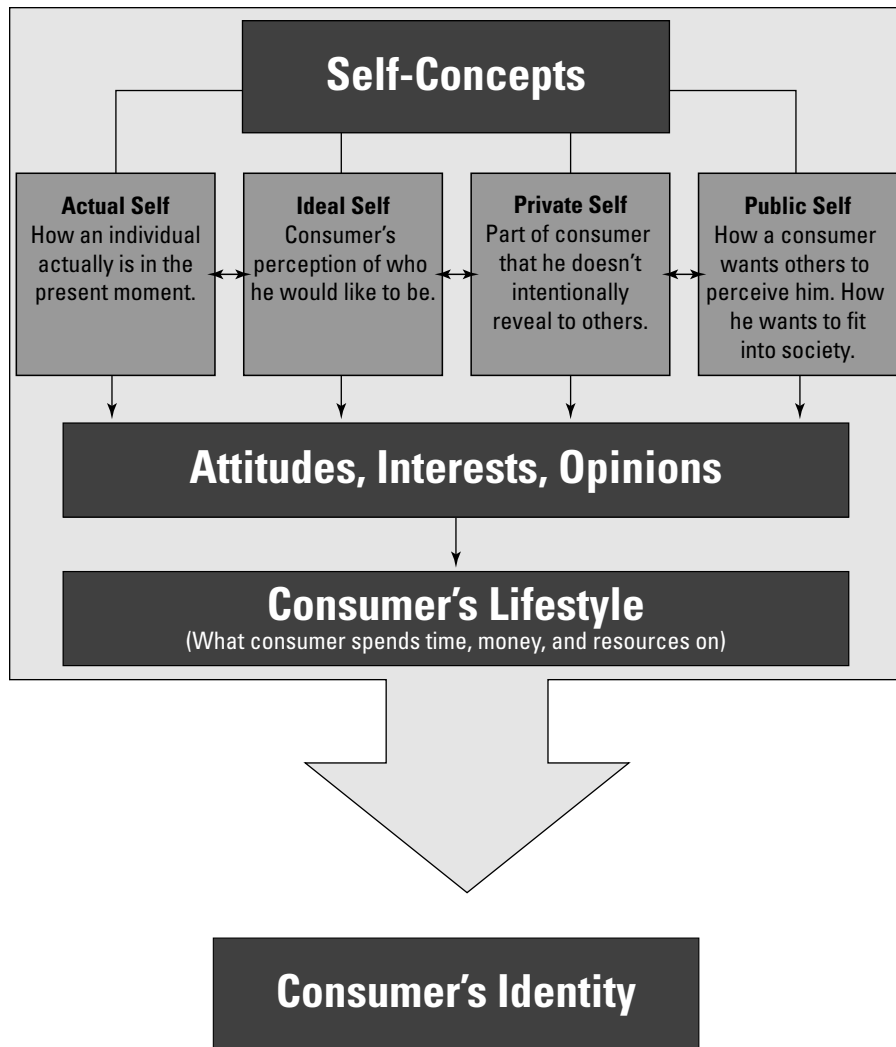 Self-Concepts
Actual Self
How an individual
actually is in the
present moment.
Ideal Self
Consumer’s
perception of who
he would like to be.
Private Self
Part of consumer
that he doesn’t
intentionally
reveal to others.
Public Self
How a consumer
wants others to
perceive him. How
he wants to fit
into society.
Attitudes, Interests, Opinions
Consumer’s Lifestyle
(What consumer spends time, money, and resources on)
Consumer’s Identity